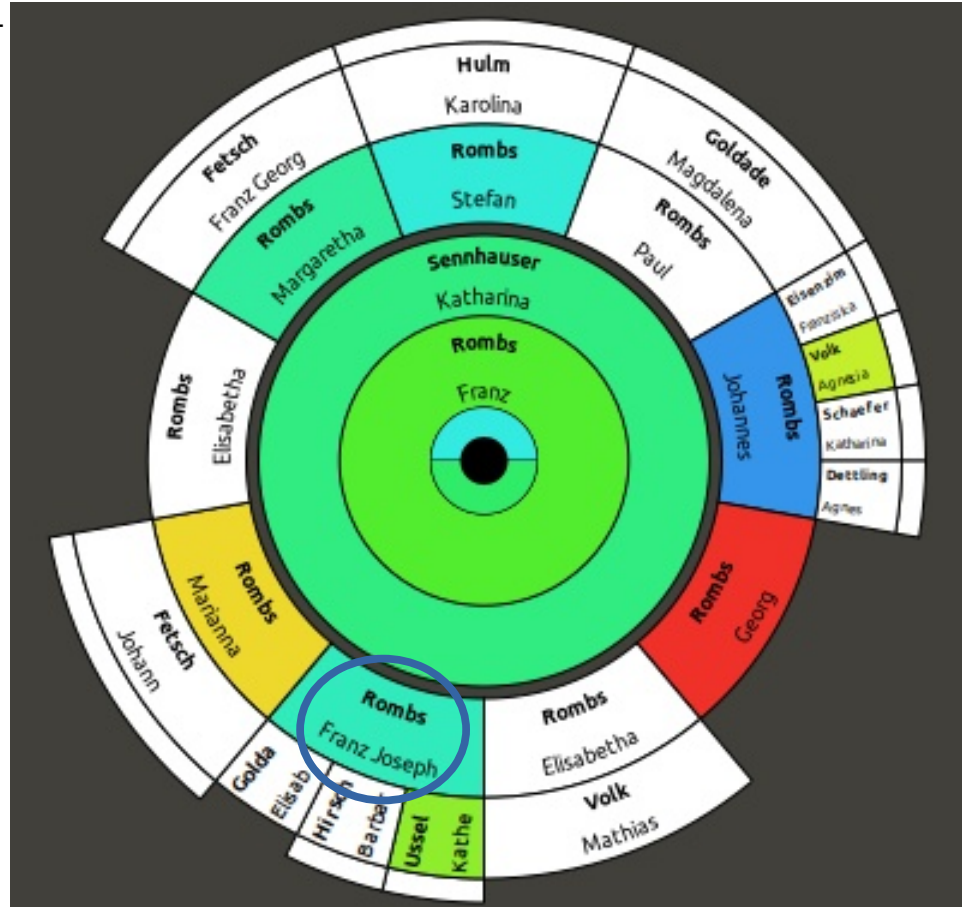 Hulm
Karolina
Rombs
Stefan
Goldade
Magdalena
Rombs
Paul
Eisenzim
Franziska
Volk
Agnesia
Schaefer
Katharina
Dettling
Agnes
Rombs
Johannes
Rombs
Georg
Rombs
Elisabetha
Volk
Mathias
Rombs
Franz Joseph
Ussel
Kathe
Hirsch
Barbar
Golda
Elisab
Rombs
Marianna
Fetsch
Johann
Rombs
Elisabetha
Fetsch
Franz Georg
Rombs
Margaretha
Sennhauser
Katharina
Rombs
Franz